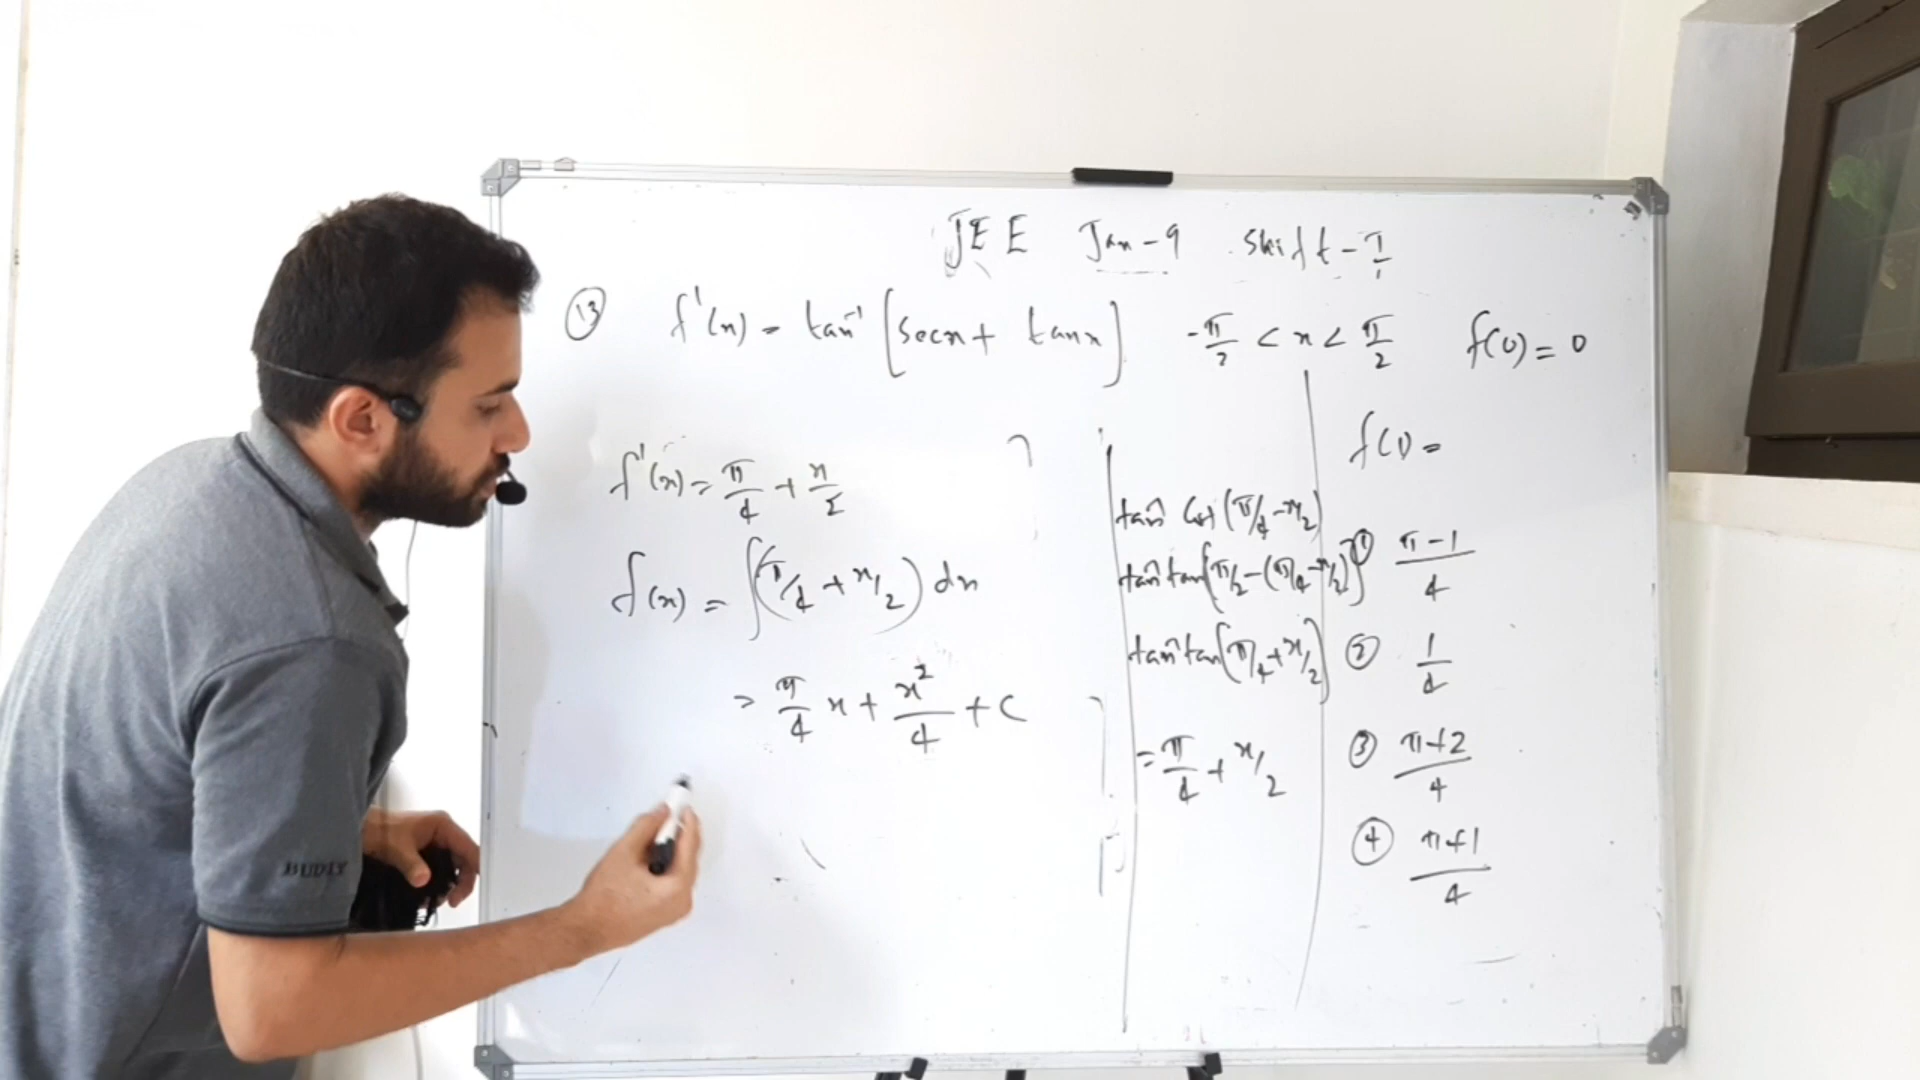 JEE Jan-9 Shift-I
(13) f'(x) = tan⁻¹ [secx + tanx] -π/2 < x < π/2 f(0) = 0
f'(x) = π/4 + x/2
f(x) = ∫(π/4 + x/2) dx
= π/4 x + x²/4 + C
tan⁻¹ cot (π/4 - x/2)
tan⁻¹ tan [π/2 - (π/4 - x/2)]
tan⁻¹ tan [π/4 + x/2]
= π/4 + x/2
f(1) =
(1) π-1/4
(2) 1/4
(3) π+2/4
(4) π+1/4